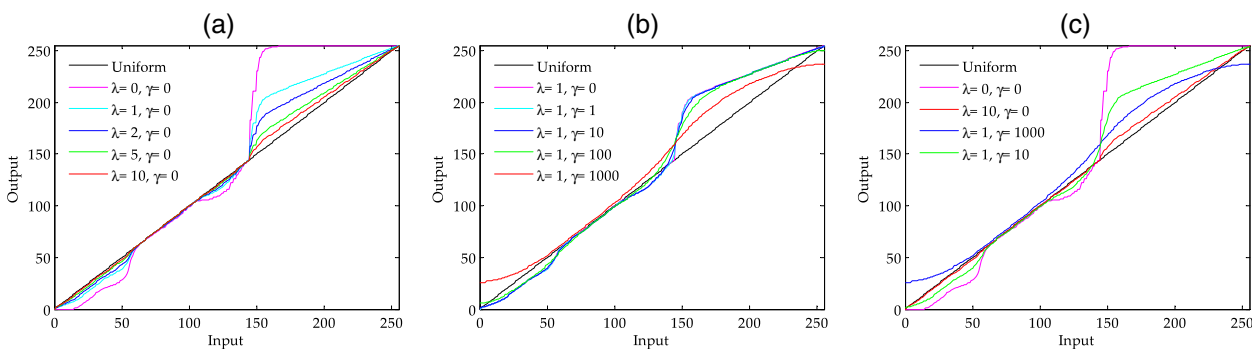 (a)
250
200
150
100
50
0
0 50 100 150 200 250
Output
Input
Uniform
λ= 0, γ= 0
λ= 1, γ= 0
λ= 2, γ= 0
λ= 5, γ= 0
λ= 10, γ= 0
(b)
250
200
150
100
50
0
0 50 100 150 200 250
Output
Input
Uniform
λ= 1, γ= 0
λ= 1, γ= 1
λ= 1, γ= 10
λ= 1, γ= 100
λ= 1, γ= 1000
(c)
250
200
150
100
50
0
0 50 100 150 200 250
Output
Input
Uniform
λ= 0, γ= 0
λ= 10, γ= 0
λ= 1, γ= 1000
λ= 1, γ= 10